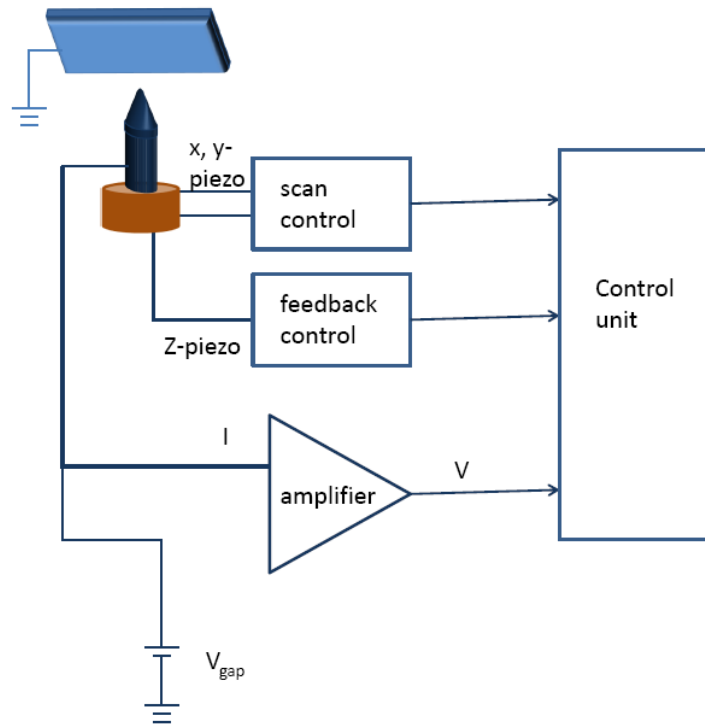 x, y-
piezo
scan
control
feedback
control
Z-piezo
Control
unit
I
amplifier
V
Vgap